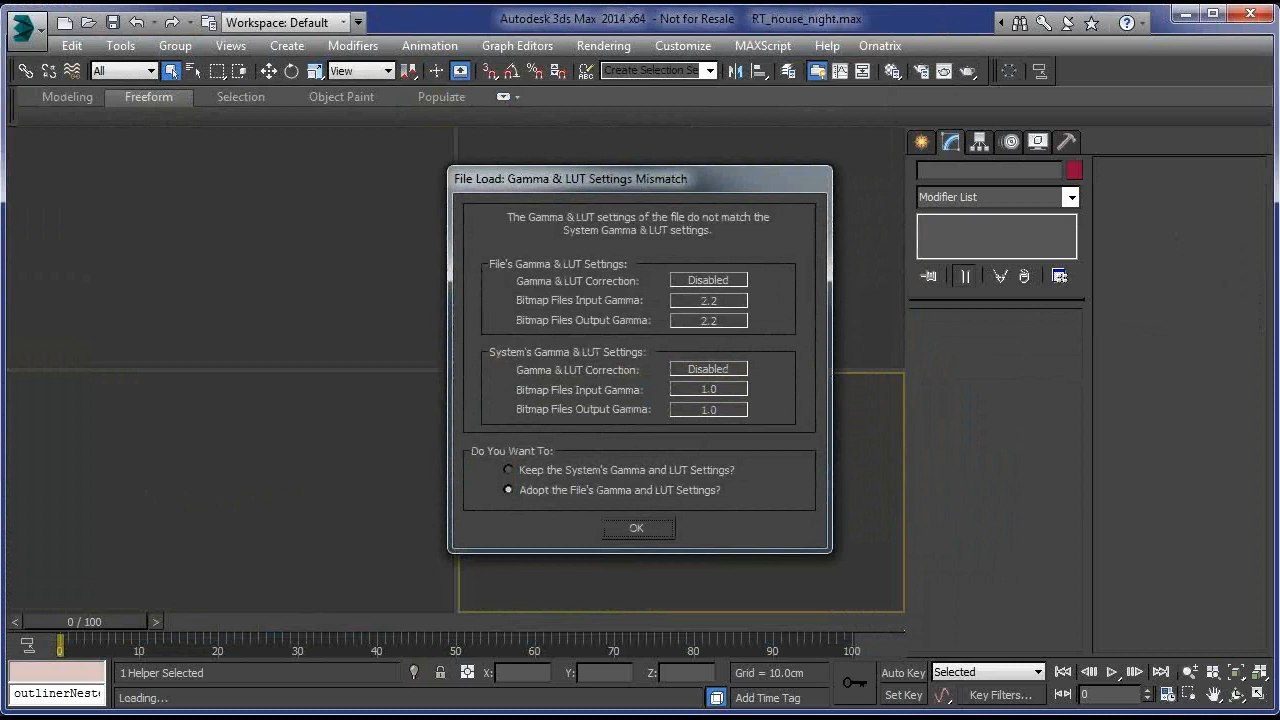 Workspace: Default
Autodesk 3ds Max 2014 x64 - Not for Resale RT_house_night.max
Edit Tools Group Views Create Modifiers Animation Graph Editors Rendering Customize MAXScript Help Ornatrix
All
View
Create Selection Se
Modeling Freeform Selection Object Paint Populate
File Load: Gamma & LUT Settings Mismatch
The Gamma & LUT settings of the file do not match the
System Gamma & LUT settings.
File's Gamma & LUT Settings:
Gamma & LUT Correction: Disabled
Bitmap Files Input Gamma: 2.2
Bitmap Files Output Gamma: 2.2
System's Gamma & LUT Settings:
Gamma & LUT Correction: Disabled
Bitmap Files Input Gamma: 1.0
Bitmap Files Output Gamma: 1.0
Do You Want To:
Keep the System's Gamma and LUT Settings?
Adopt the File's Gamma and LUT Settings?
OK
Modifier List
< 0 / 100 >
0 10 20 30 40 50 60 70 80 90 100
1 Helper Selected
X: Y: Z:
Grid = 10.0cm
Auto Key
Selected
outlinerNeste
Loading...
Add Time Tag
Set Key
Key Filters...
0